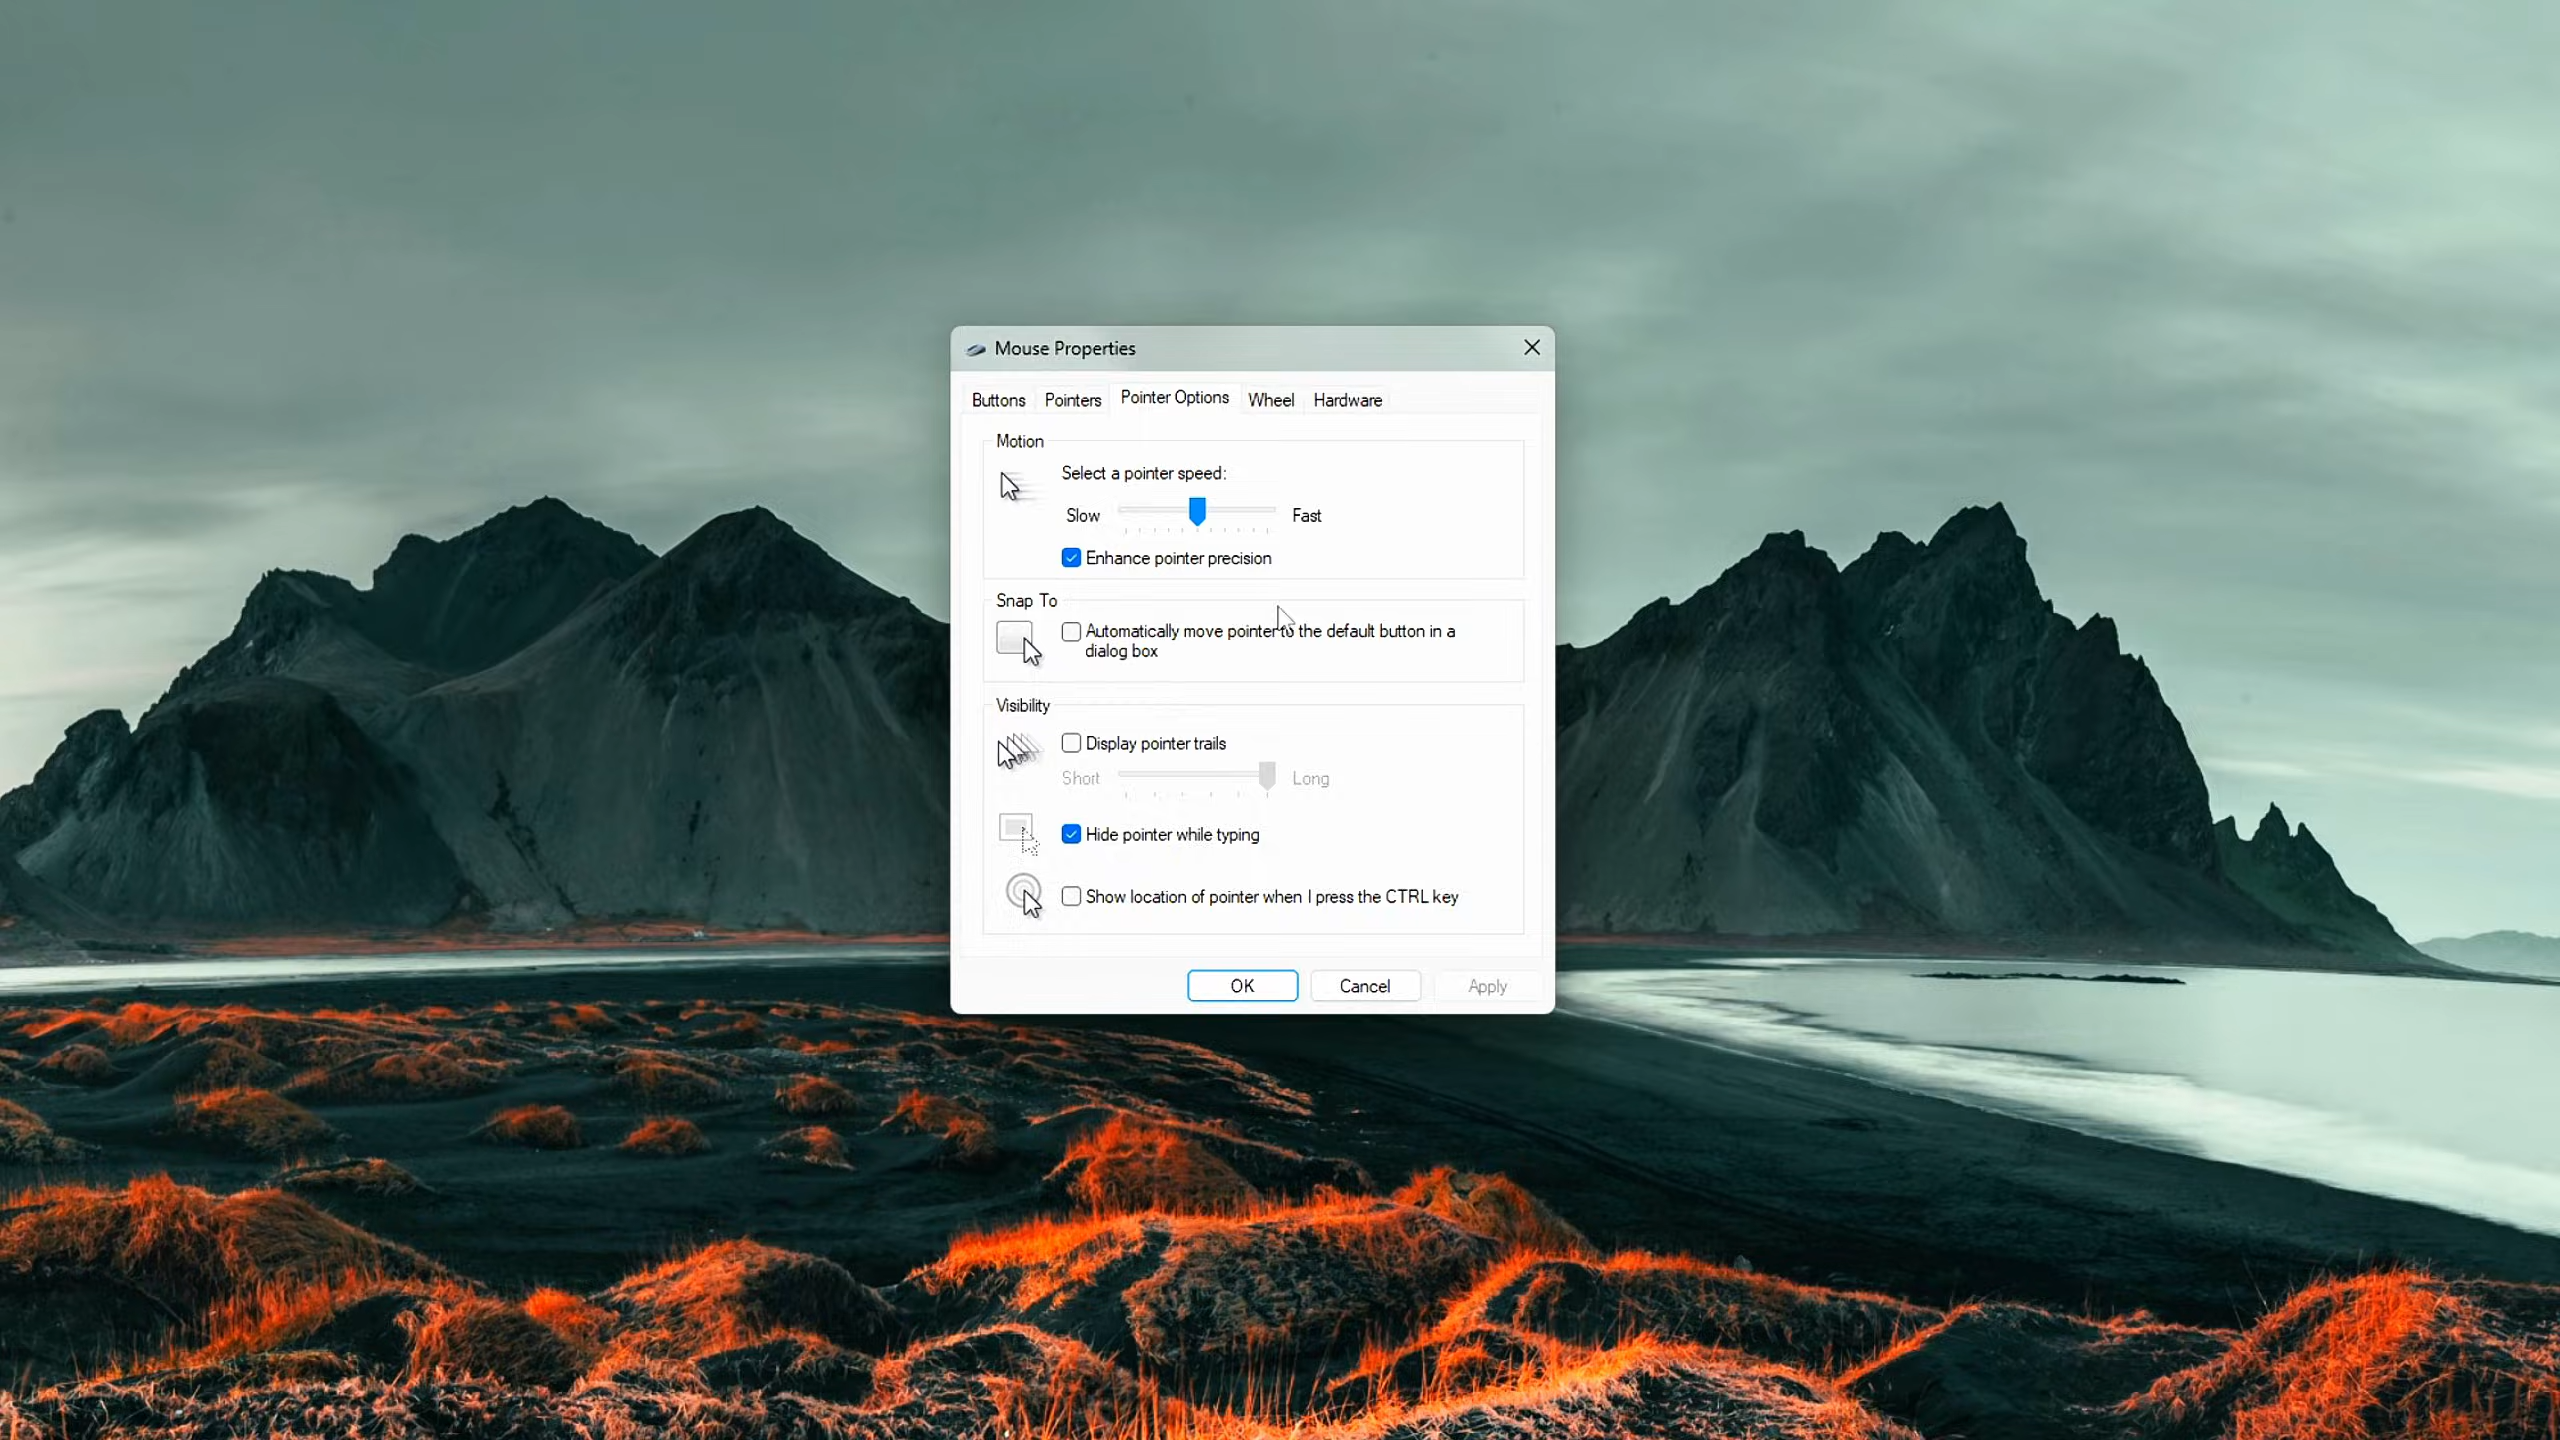 Mouse Properties
Buttons Pointers Pointer Options Wheel Hardware
Motion
Select a pointer speed:
Slow Fast
Enhance pointer precision
Snap To
Automatically move pointer to the default button in a
dialog box
Visibility
Display pointer trails
Short Long
Hide pointer while typing
Show location of pointer when I press the CTRL key
OK Cancel Apply